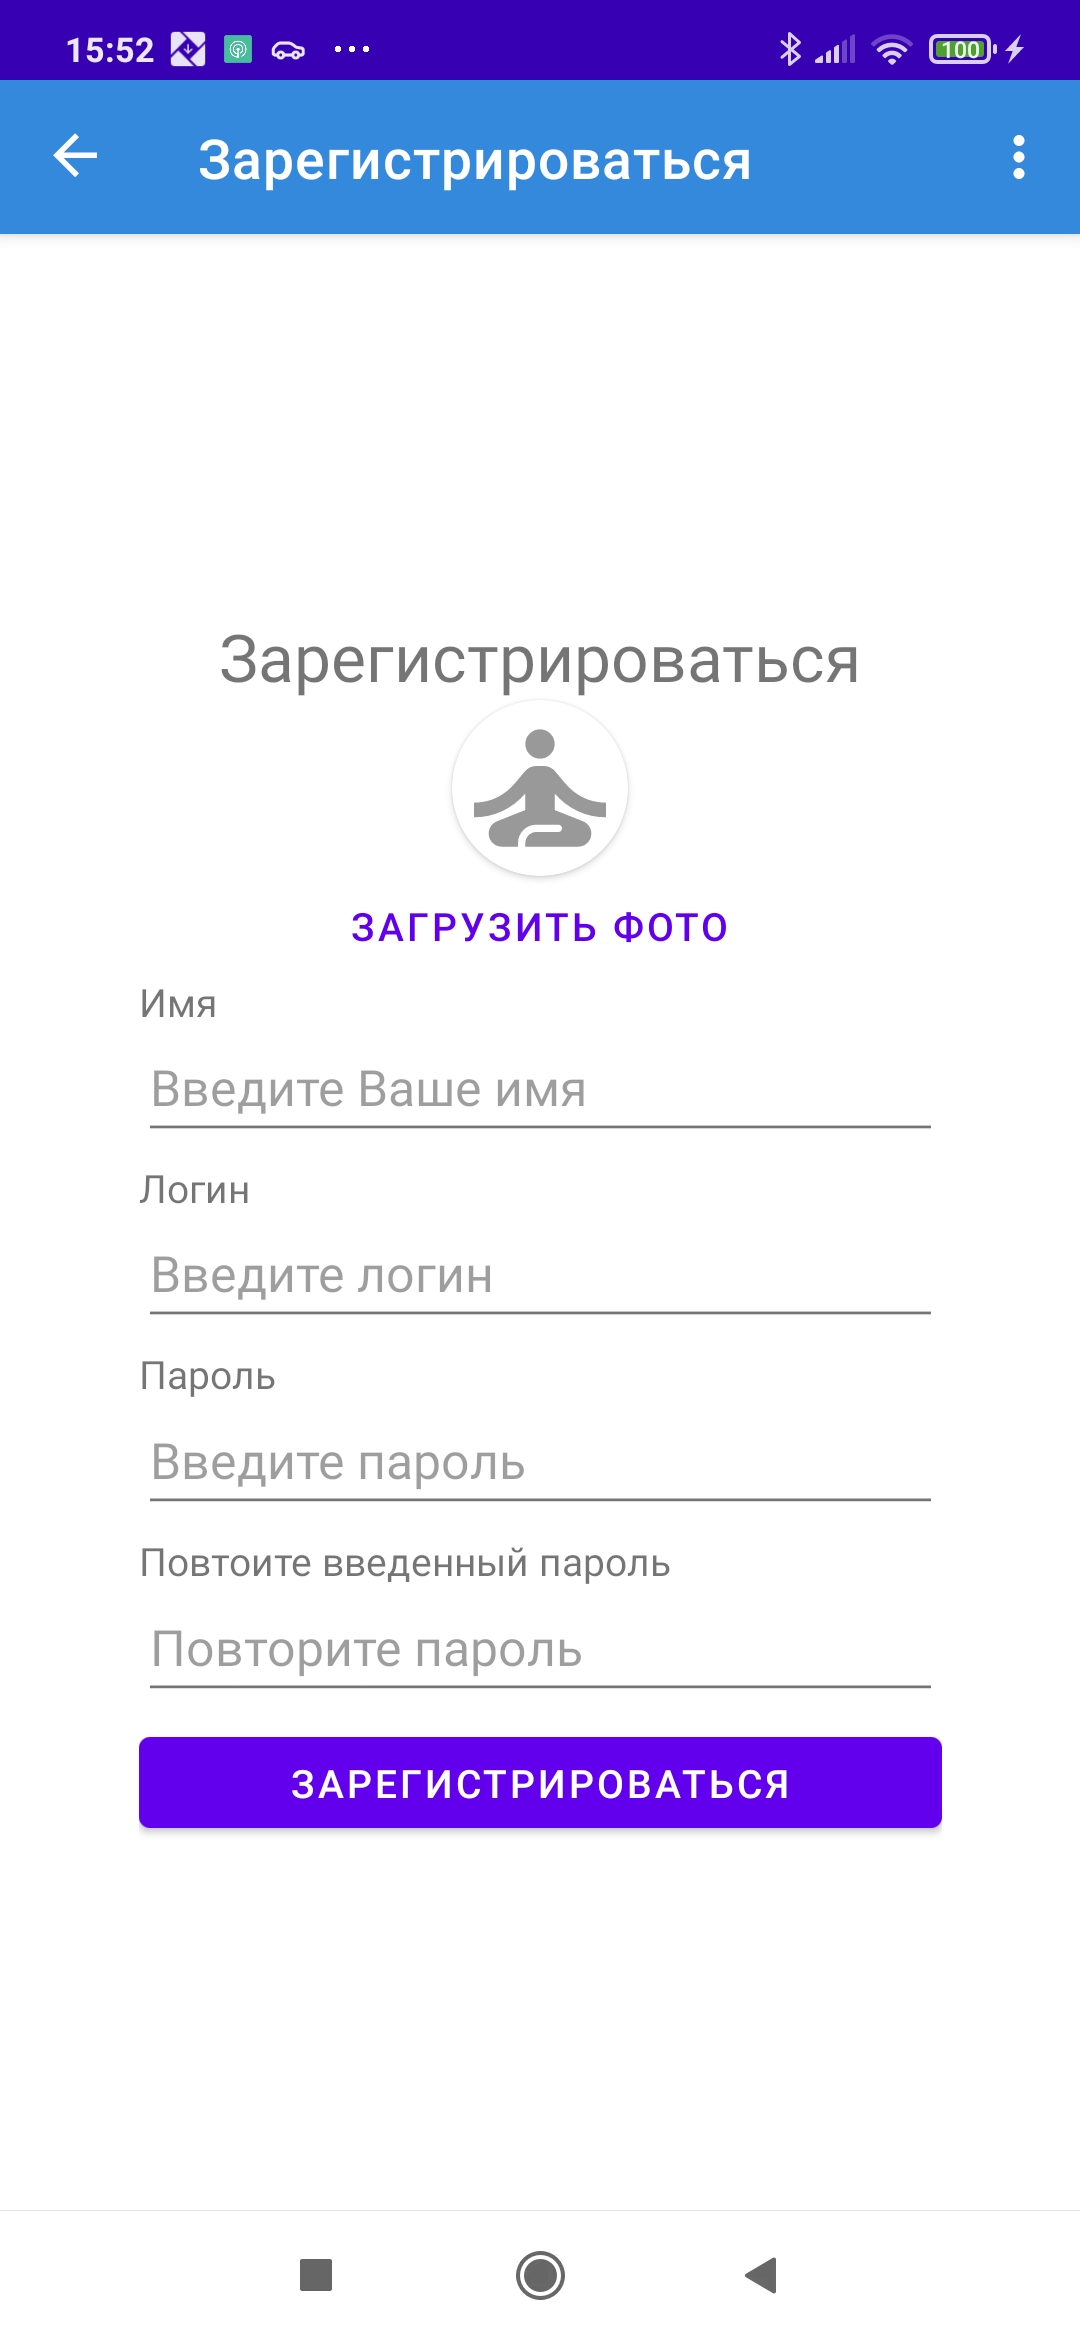 15:52
100
Зарегистрироваться
Зарегистрироваться
ЗАГРУЗИТЬ ФОТО
Имя
Введите Ваше имя
Логин
Введите логин
Пароль
Введите пароль
Повтоите введенный пароль
Повторите пароль
ЗАРЕГИСТРИРОВАТЬСЯ